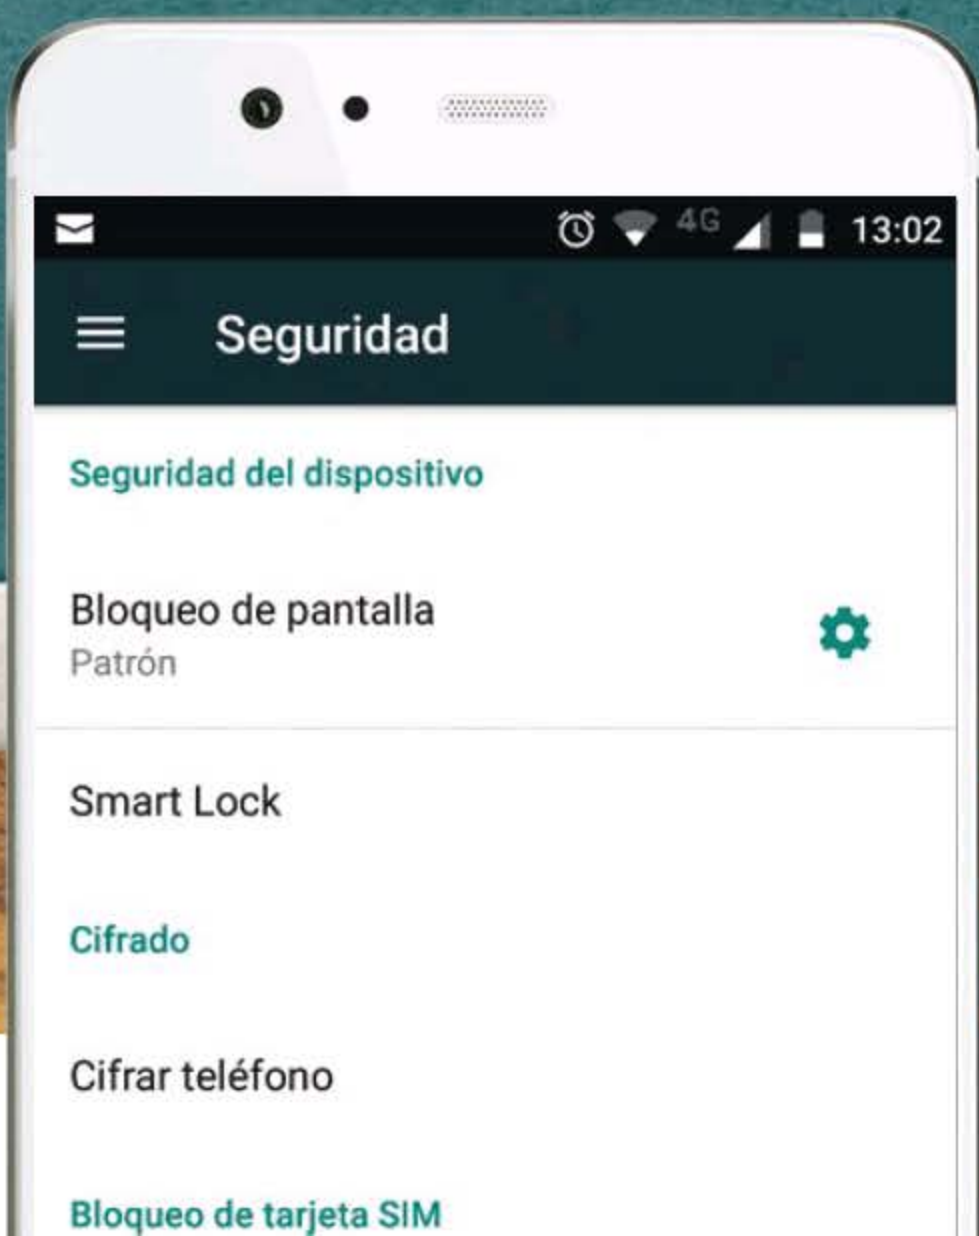 4G 13:02
Seguridad
Seguridad del dispositivo
Bloqueo de pantalla
Patrón
Smart Lock
Cifrado
Cifrar teléfono
Bloqueo de tarjeta SIM